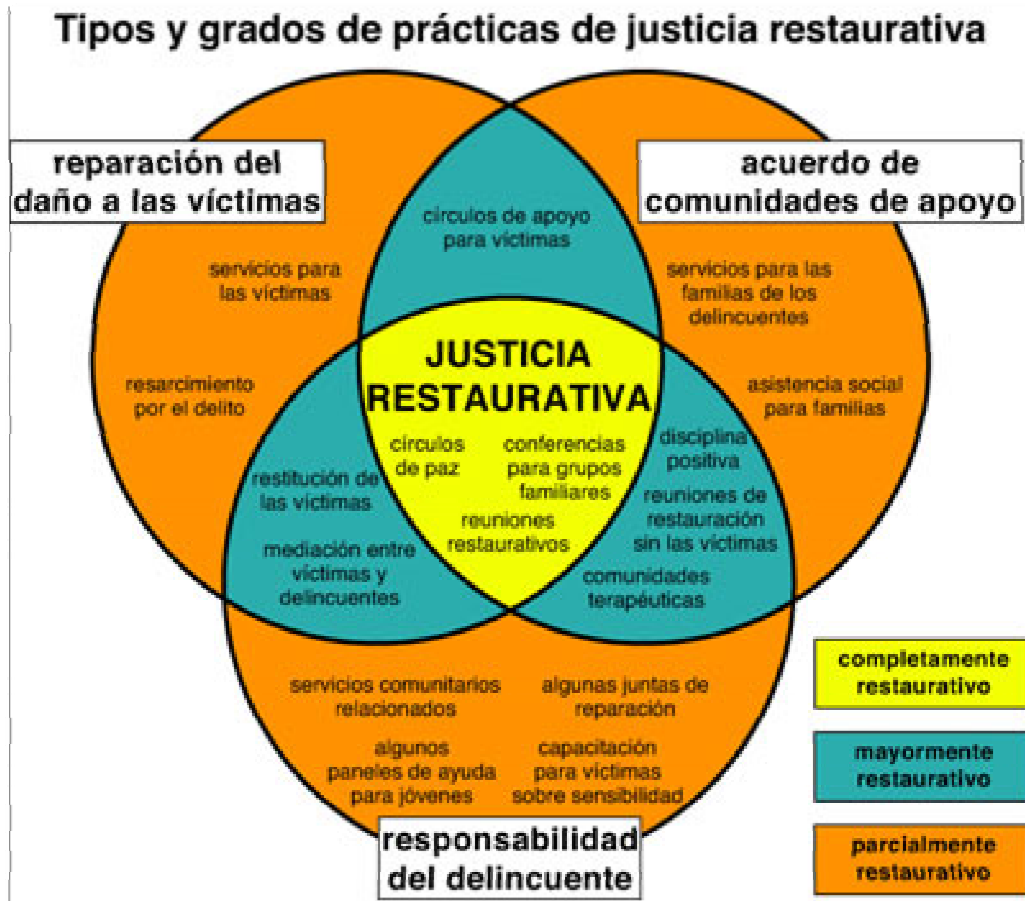 Tipos y grados de prácticas de justicia restaurativa
reparación del
daño a las víctimas
acuerdo de
comunidades de apoyo
círculos de apoyo
para víctimas
servicios para
las víctimas
servicios para las
familias de los
delincuentes
resarcimiento
por el delito
asistencia social
para familias
JUSTICIA
RESTAURATIVA
círculos
de paz
conferencias
para grupos
familiares
reuniones
restaurativos
restitución de
las víctimas
mediación entre
víctimas y
delincuentes
disciplina
positiva
reuniones de
restauración
sin las víctimas
comunidades
terapéuticas
servicios comunitarios
relacionados
algunas juntas de
reparación
algunos
paneles de ayuda
para jóvenes
capacitación
para víctimas
sobre sensibilidad
responsabilidad
del delincuente
completamente
restaurativo
mayormente
restaurativo
parcialmente
restaurativo